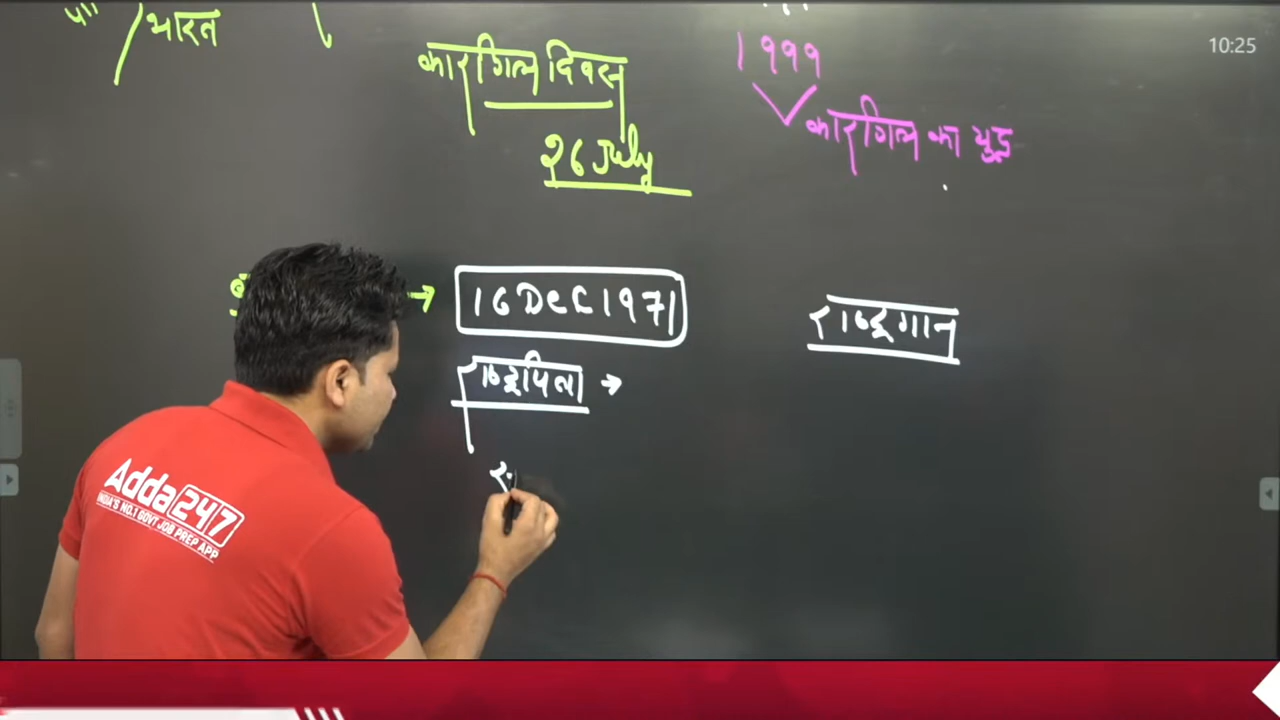 भारत
कारगिल दिवस
26 July
1999
कारगिल का युद्ध
10:25
16 Dec 1971
राष्ट्रपिता
राष्ट्रगान
Adda247
INDIA'S NO.1 GOVT JOB PREP APP